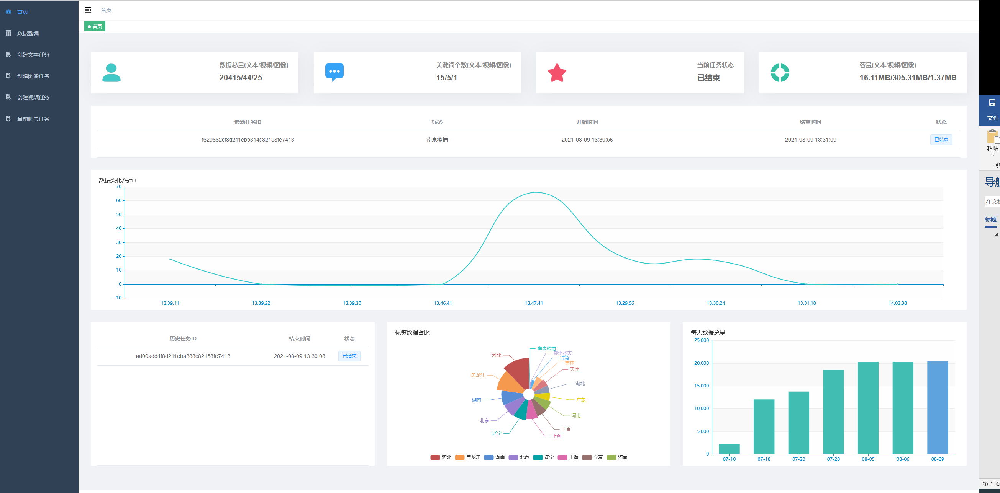 首页
数据整编
创建文本任务
创建图像任务
创建视频任务
当前爬虫任务
首页
首页
数据总量(文本/视频/图像)
20415/44/25
关键词个数(文本/视频/图像)
15/5/1
当前任务状态
已结束
容量(文本/视频/图像)
16.11MB/305.31MB/1.37MB
最新任务ID 标签 开始时间 结束时间 状态
f629862cf8d211ebb314c82158fe7413 南京疫情 2021-08-09 13:30:56 2021-08-09 13:31:09 已结束
数据变化/分钟
70
60
50
40
30
20
10
0
-10
13:39:11 13:39:22 13:39:30 13:46:41 13:47:41 13:29:56 13:30:24 13:31:18 14:03:38
历史任务ID 结束时间 状态
ad00add4f8d211eba388c82158fe7413 2021-08-09 13:30:08 已结束
标签数据占比
南京疫情
郑州水灾
台湾
吉林
天津
湖北
广东
河南
宁夏
上海
辽宁
北京
湖南
黑龙江
河北
河北 黑龙江 湖南 北京 辽宁 上海 宁夏 河南
每天数据总量
25,000
20,000
15,000
10,000
5,000
0
07-10 07-18 07-20 07-28 08-05 08-06 08-09
文件
粘贴
剪
导航
在文档
标题
第 1 页